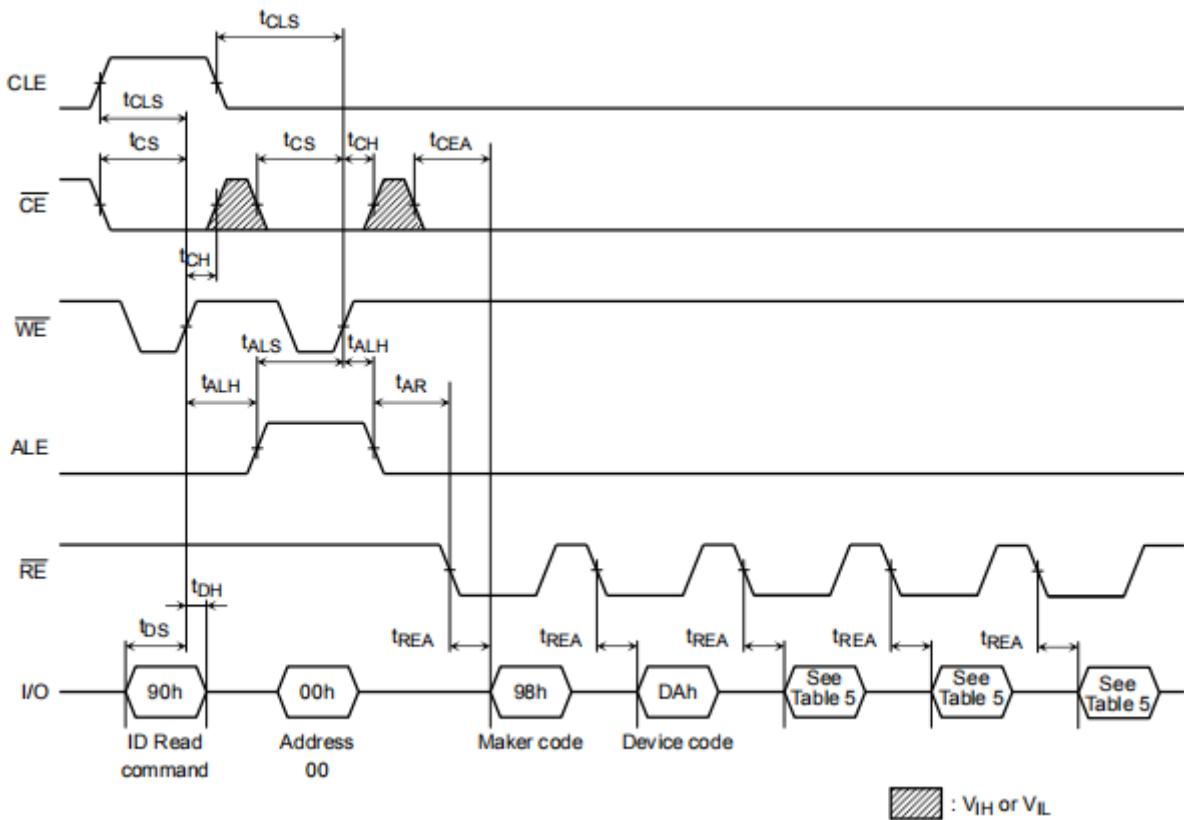 tCLS
CLE
tCLS
tCS tCS tCH tCEA
CE
tCH
WE
tALS tALH
tALH tAR
ALE
RE
tDH
tDS tREA tREA tREA tREA tREA
I/O 90h 00h 98h DAh See Table 5 See Table 5 See Table 5
ID Read command Address 00 Maker code Device code
: VIH or VIL